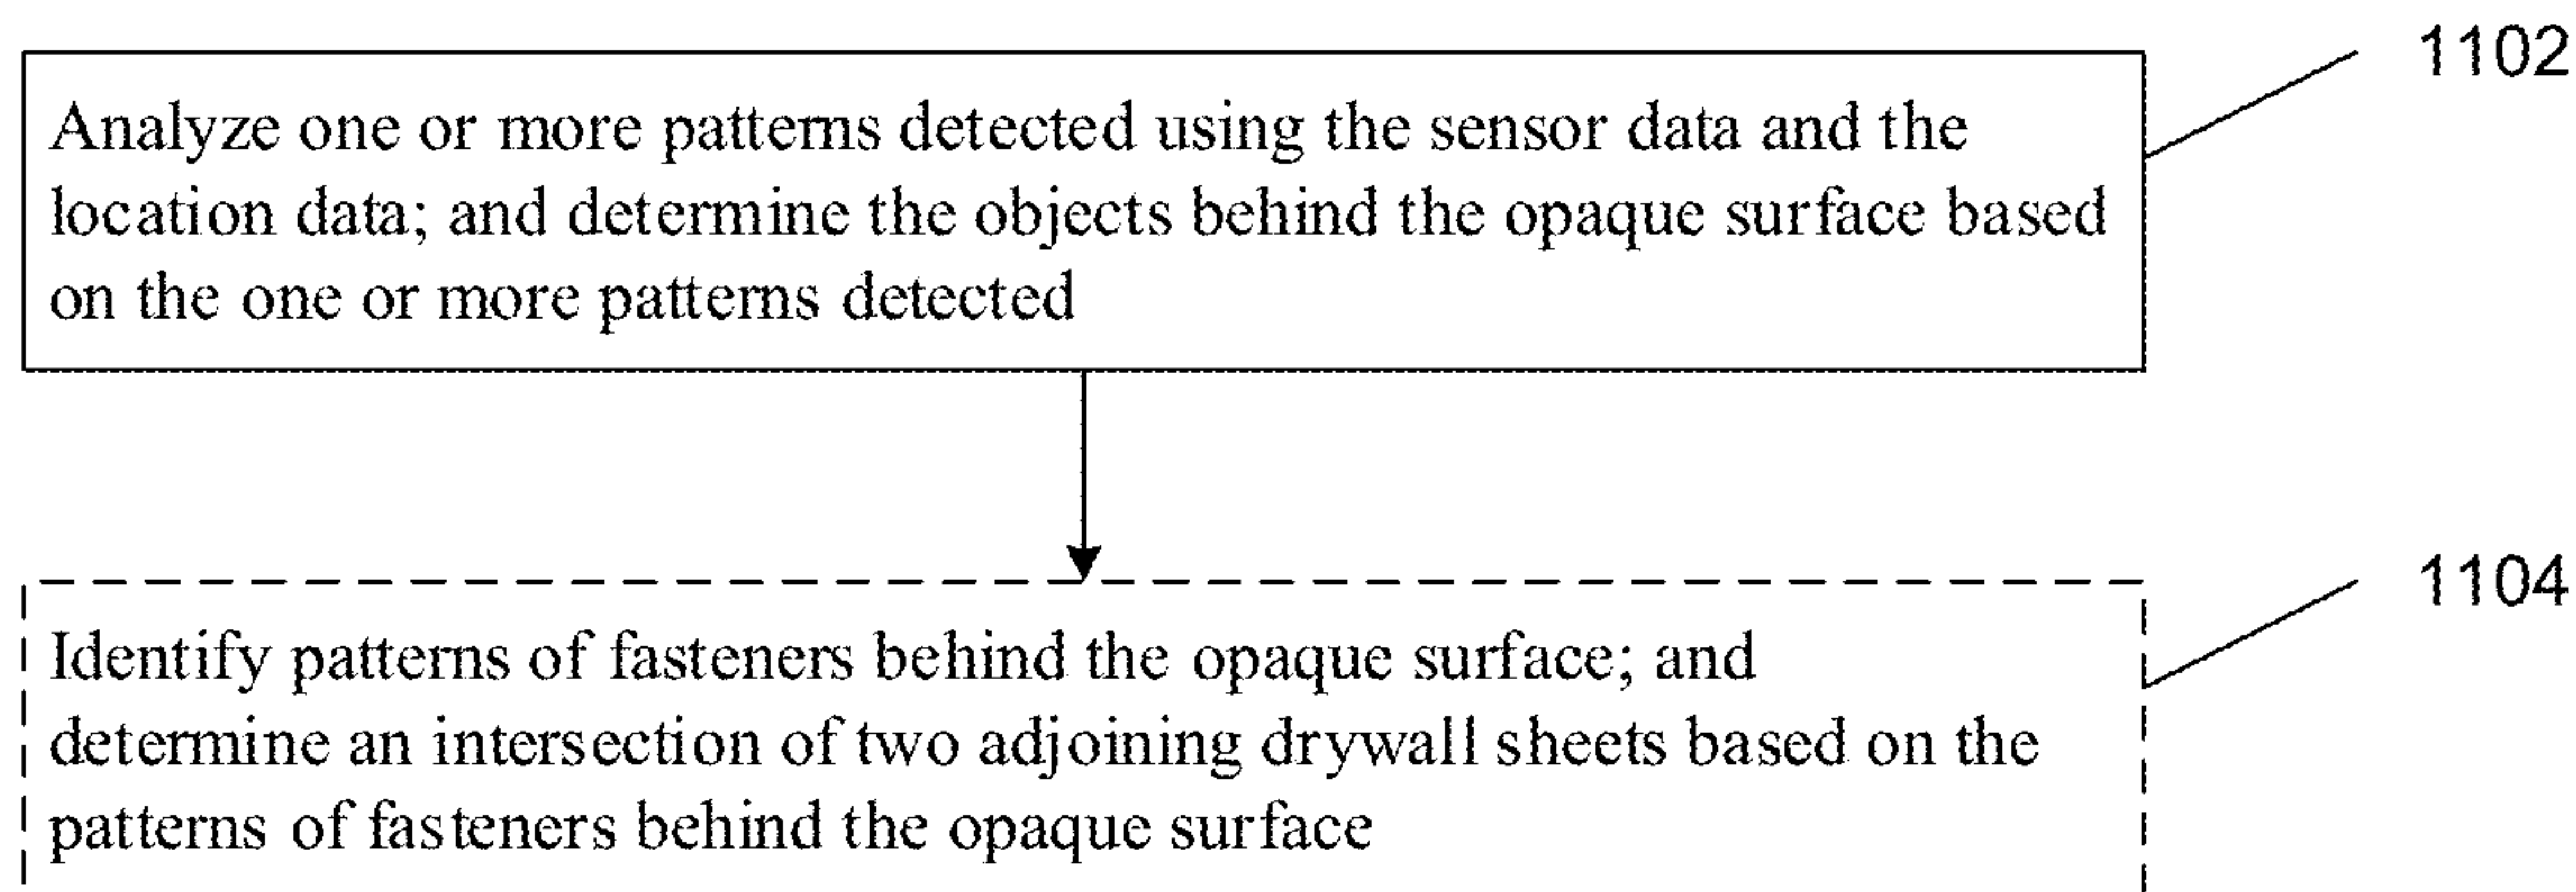 1102
Analyze one or more patterns detected using the sensor data and the
location data; and determine the objects behind the opaque surface based
on the one or more patterns detected
1104
Identify patterns of fasteners behind the opaque surface; and
determine an intersection of two adjoining drywall sheets based on the
patterns of fasteners behind the opaque surface